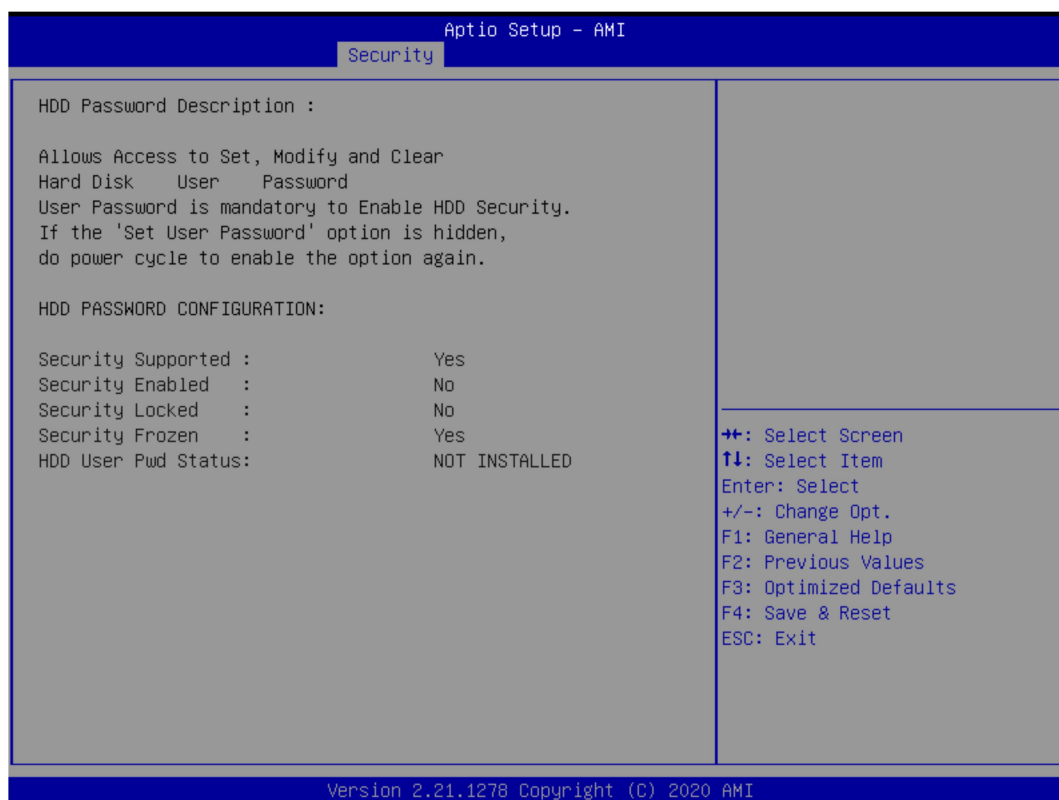 Aptio Setup – AMI
Security
HDD Password Description :
Allows Access to Set, Modify and Clear
Hard Disk    User    Password
User Password is mandatory to Enable HDD Security.
If the 'Set User Password' option is hidden,
do power cycle to enable the option again.
HDD PASSWORD CONFIGURATION:
Security Supported :    Yes
Security Enabled   :    No
Security Locked    :    No
Security Frozen    :    Yes
HDD User Pwd Status:    NOT INSTALLED
→←: Select Screen
↑↓: Select Item
Enter: Select
+/-: Change Opt.
F1: General Help
F2: Previous Values
F3: Optimized Defaults
F4: Save & Reset
ESC: Exit
Version 2.21.1278 Copyright (C) 2020 AMI